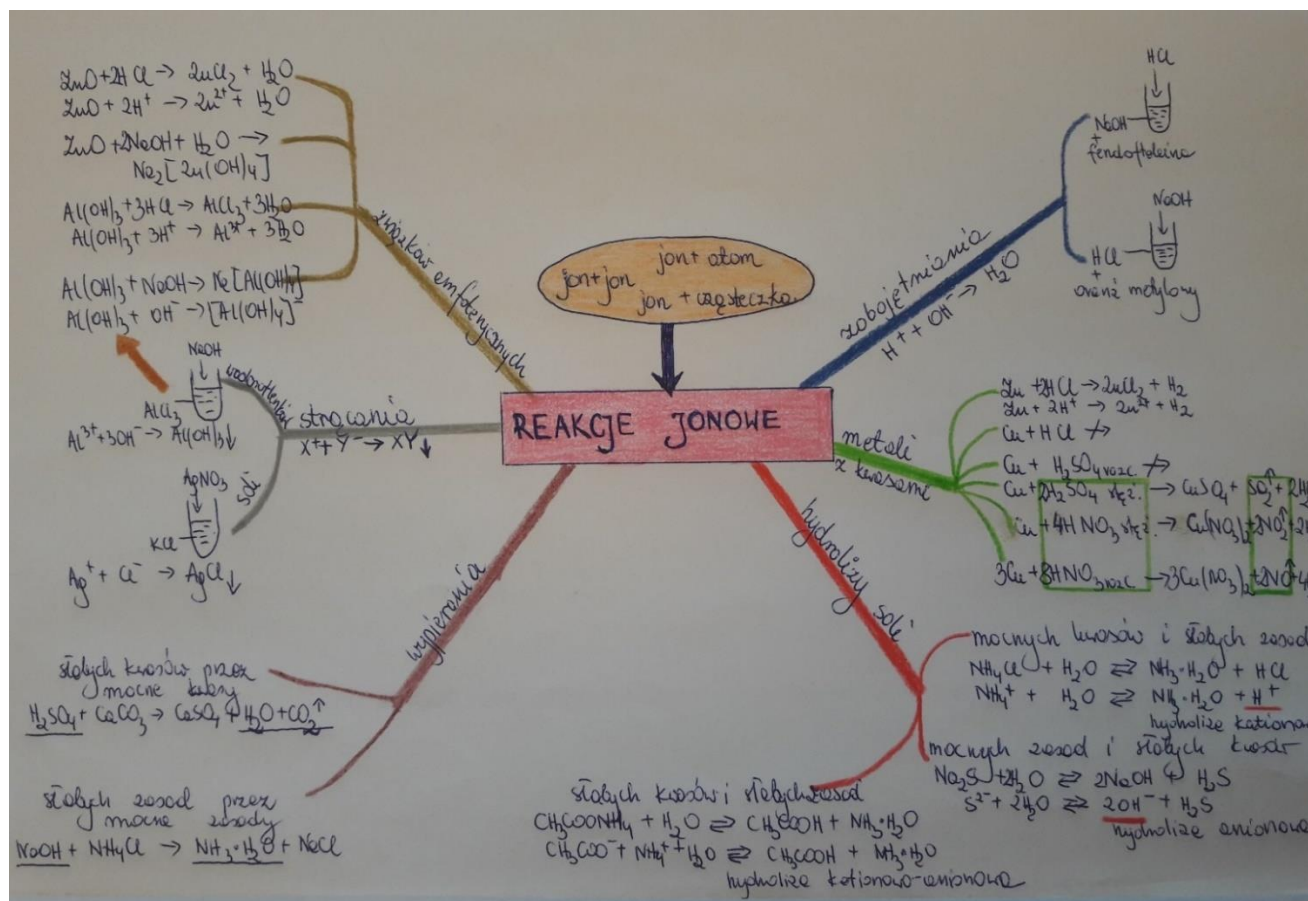 ZnO+2HCl → ZnCl₂ + H₂O
ZnO + 2H⁺ → Zn²⁺ + H₂O
ZnO + 2NaOH + H₂O →
Na₂[Zn(OH)₄]
Al(OH)₃+3HCl → AlCl₃+3H₂O
Al(OH)₃+ 3H⁺ → Al³⁺ + 3H₂O
Al(OH)₃ + NaOH → Na[Al(OH)₄]
Al(OH)₃ + OH⁻ → [Al(OH)₄]⁻
związków amfoterycznych
jon+jon
jon+ atom
jon + cząsteczka
REAKCJE JONOWE
zobojętniania
H⁺ + OH⁻ → H₂O
HCl
NaOH
+
fenoloftaleina
NaOH
HCl
+
oranż metylowy
metali
z kwasami
Zn +2HCl → ZnCl₂ + H₂
Zn + 2H⁺ → Zn²⁺ + H₂
Cu + HCl ↛
Cu + H₂SO₄ rozc. ↛
Cu + 2H₂SO₄ stęż. → CuSO₄ + SO₂↑ + 2H
Cu + 4HNO₃ stęż. → Cu(NO₃)₂ + 2NO₂↑ +
3Cu + 8HNO₃ rozc → 3Cu(NO₃)₂ + 2NO↑ + 4
strącania
X⁺+ Y⁻ → XY↓
wodorotlenków
NaOH
AlCl₃
Al³⁺+3OH⁻ → Al(OH)₃↓
soli
AgNO₃
KCl
Ag⁺ + Cl⁻ → AgCl↓
wypierania
słabych kwasów przez
mocne kwasy
H₂SO₄ + CaCO₃ → CaSO₄ + H₂O + CO₂↑
słabych zasad przez
mocne zasady
NaOH + NH₄Cl → NH₃·H₂O + NaCl
hydrolizy soli
mocnych kwasów i słabych zasad
NH₄Cl + H₂O ⇄ NH₃·H₂O + HCl
NH₄⁺ + H₂O ⇄ NH₃·H₂O + H⁺
hydroliza kationowa
mocnych zasad i słabych kwasów
Na₂S +2H₂O ⇄ 2NaOH + H₂S
S²⁻ + 2H₂O ⇄ 2OH⁻ + H₂S
hydroliza anionowa
słabych kwasów i słabych zasad
CH₃COONH₄ + H₂O ⇄ CH₃COOH + NH₃·H₂O
CH₃COO⁻ + NH₄⁺ + H₂O ⇄ CH₃COOH + NH₃·H₂O
hydroliza kationowo-anionowa